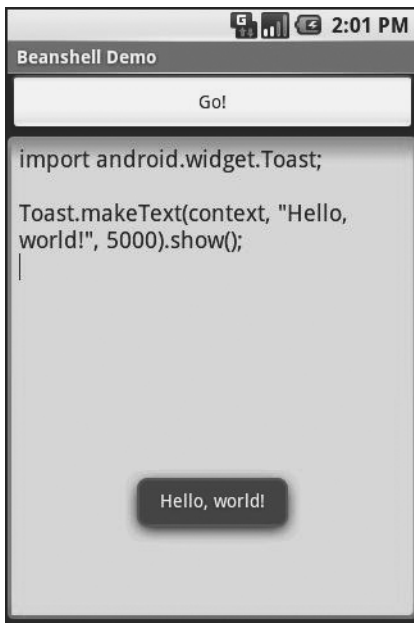 G 2:01 PM
Beanshell Demo
Go!
import android.widget.Toast;
Toast.makeText(context, "Hello,
world!", 5000).show();
Hello, world!